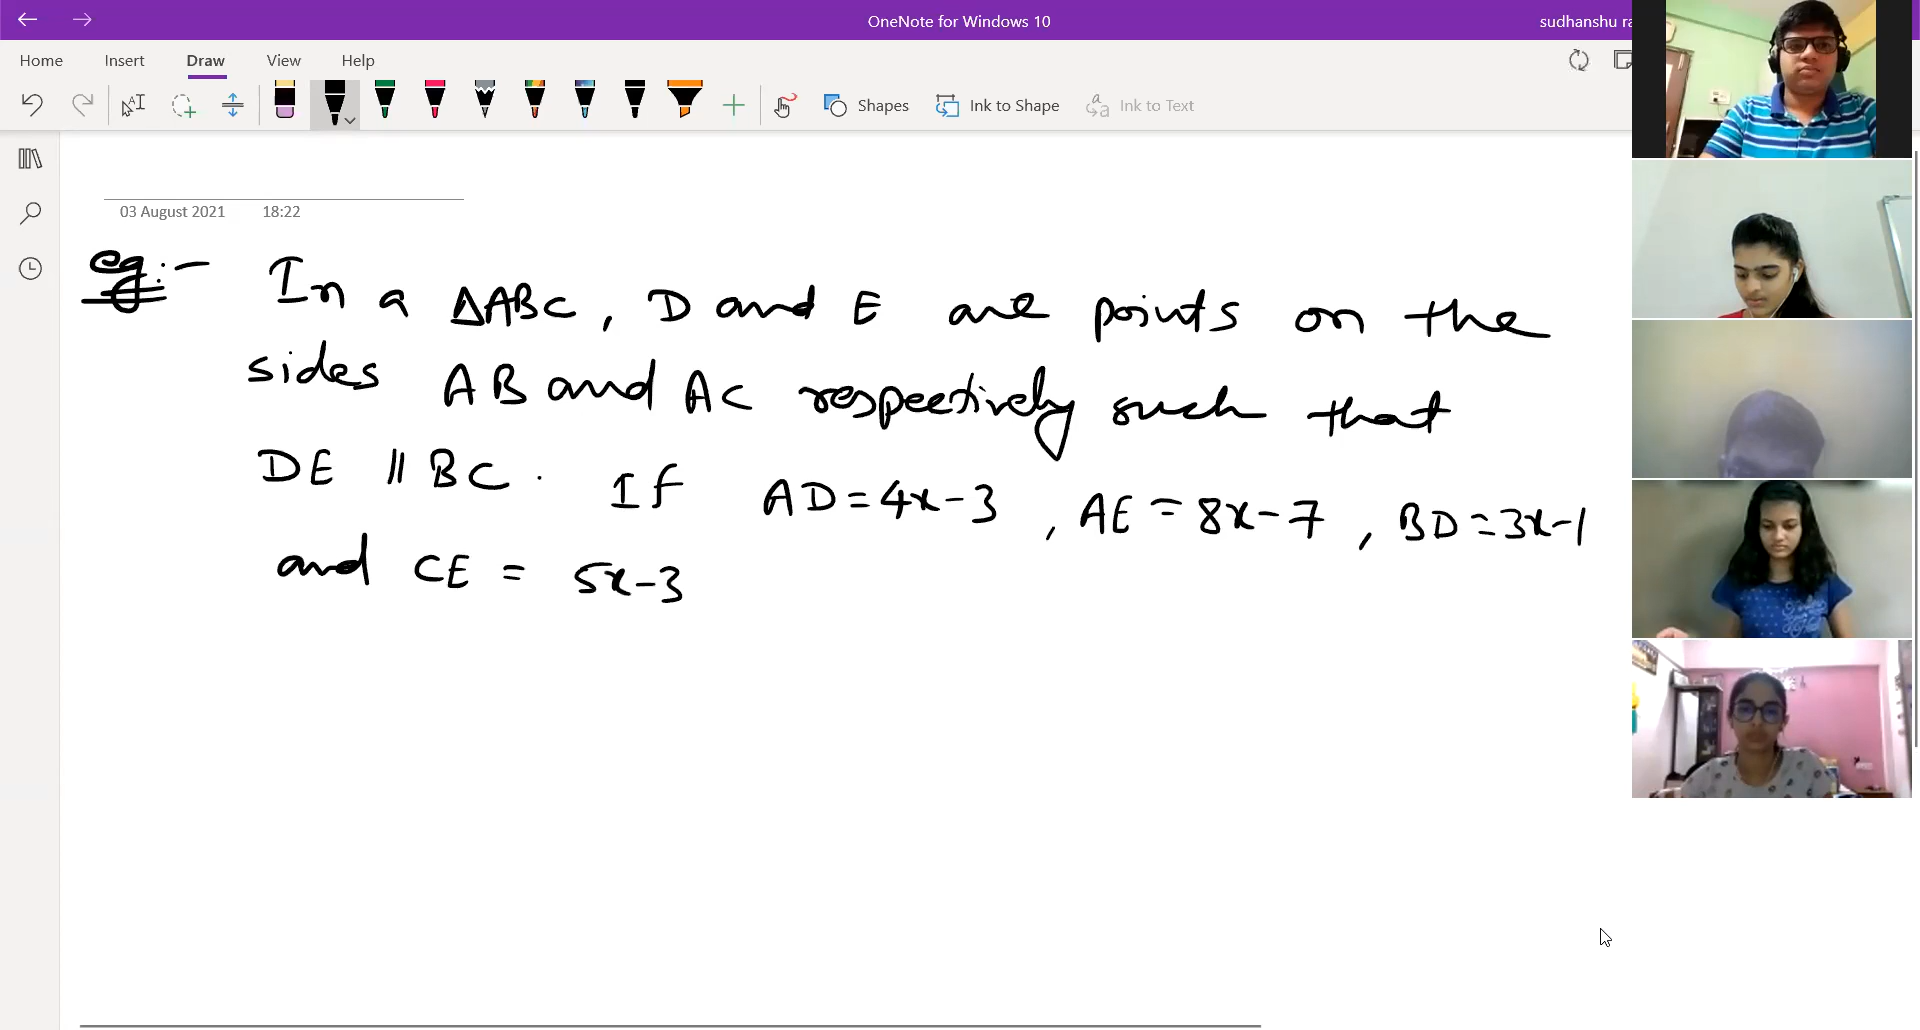 OneNote for Windows 10
sudhanshu
Home Insert Draw View Help
Shapes Ink to Shape Ink to Text
03 August 2021 18:22
eg:- In a ΔABC, D and E are points on the
sides AB and AC respectively such that
DE || BC. If AD = 4x-3, AE = 8x-7, BD = 3x-1
and CE = 5x-3